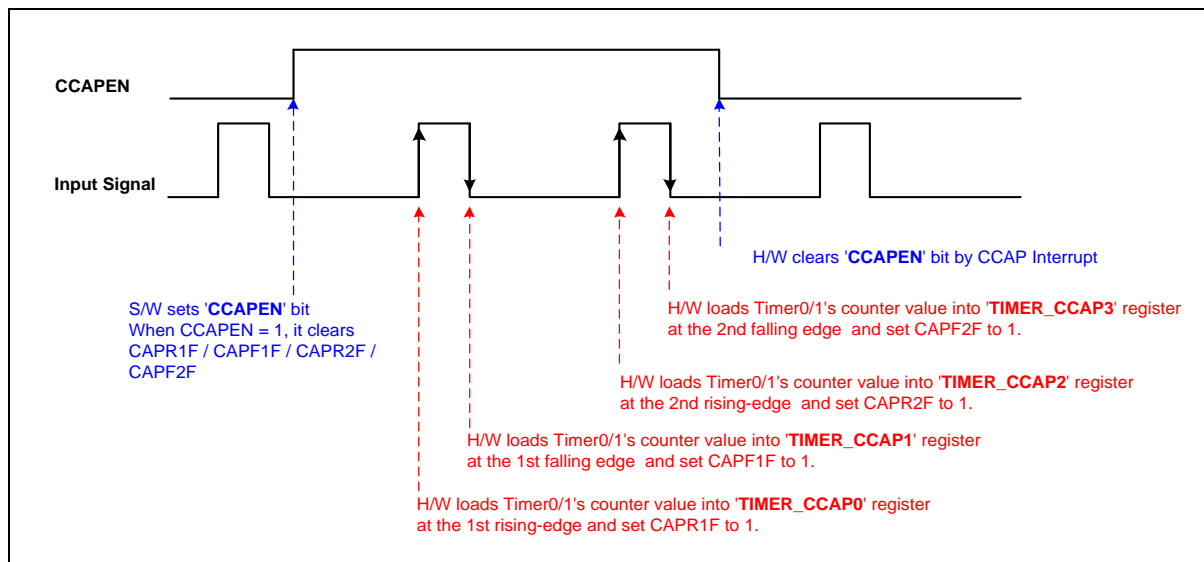 CCAPEN
Input Signal
H/W clears 'CCAPEN' bit by CCAP Interrupt
S/W sets 'CCAPEN' bit
When CCAPEN = 1, it clears
CAPR1F / CAPF1F / CAPR2F /
CAPF2F
H/W loads Timer0/1's counter value into 'TIMER_CCAP3' register
at the 2nd falling edge and set CAPF2F to 1.
H/W loads Timer0/1's counter value into 'TIMER_CCAP2' register
at the 2nd rising-edge and set CAPR2F to 1.
H/W loads Timer0/1's counter value into 'TIMER_CCAP1' register
at the 1st falling edge and set CAPF1F to 1.
H/W loads Timer0/1's counter value into 'TIMER_CCAP0' register
at the 1st rising-edge and set CAPR1F to 1.